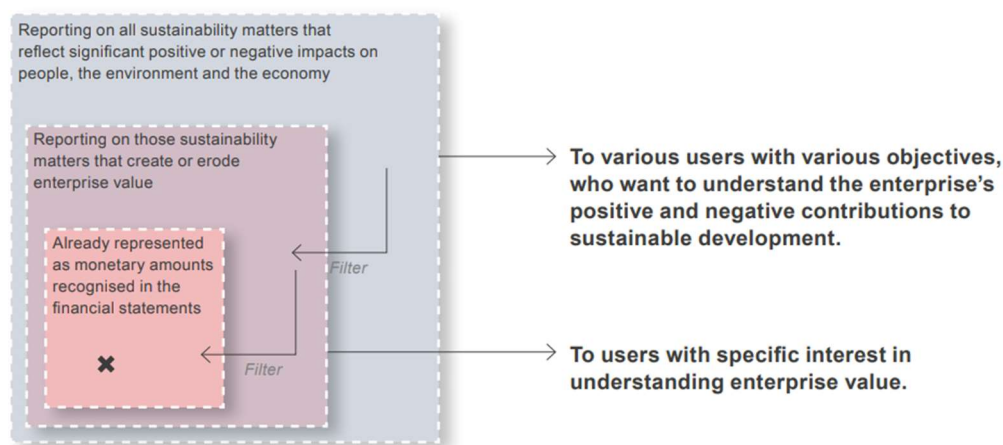 Reporting on all sustainability matters that
reflect significant positive or negative impacts on
people, the environment and the economy
Reporting on those sustainability
matters that create or erode
enterprise value
Already represented
as monetary amounts
recognised in the
financial statements
Filter
Filter
To various users with various objectives,
who want to understand the enterprise's
positive and negative contributions to
sustainable development.
To users with specific interest in
understanding enterprise value.